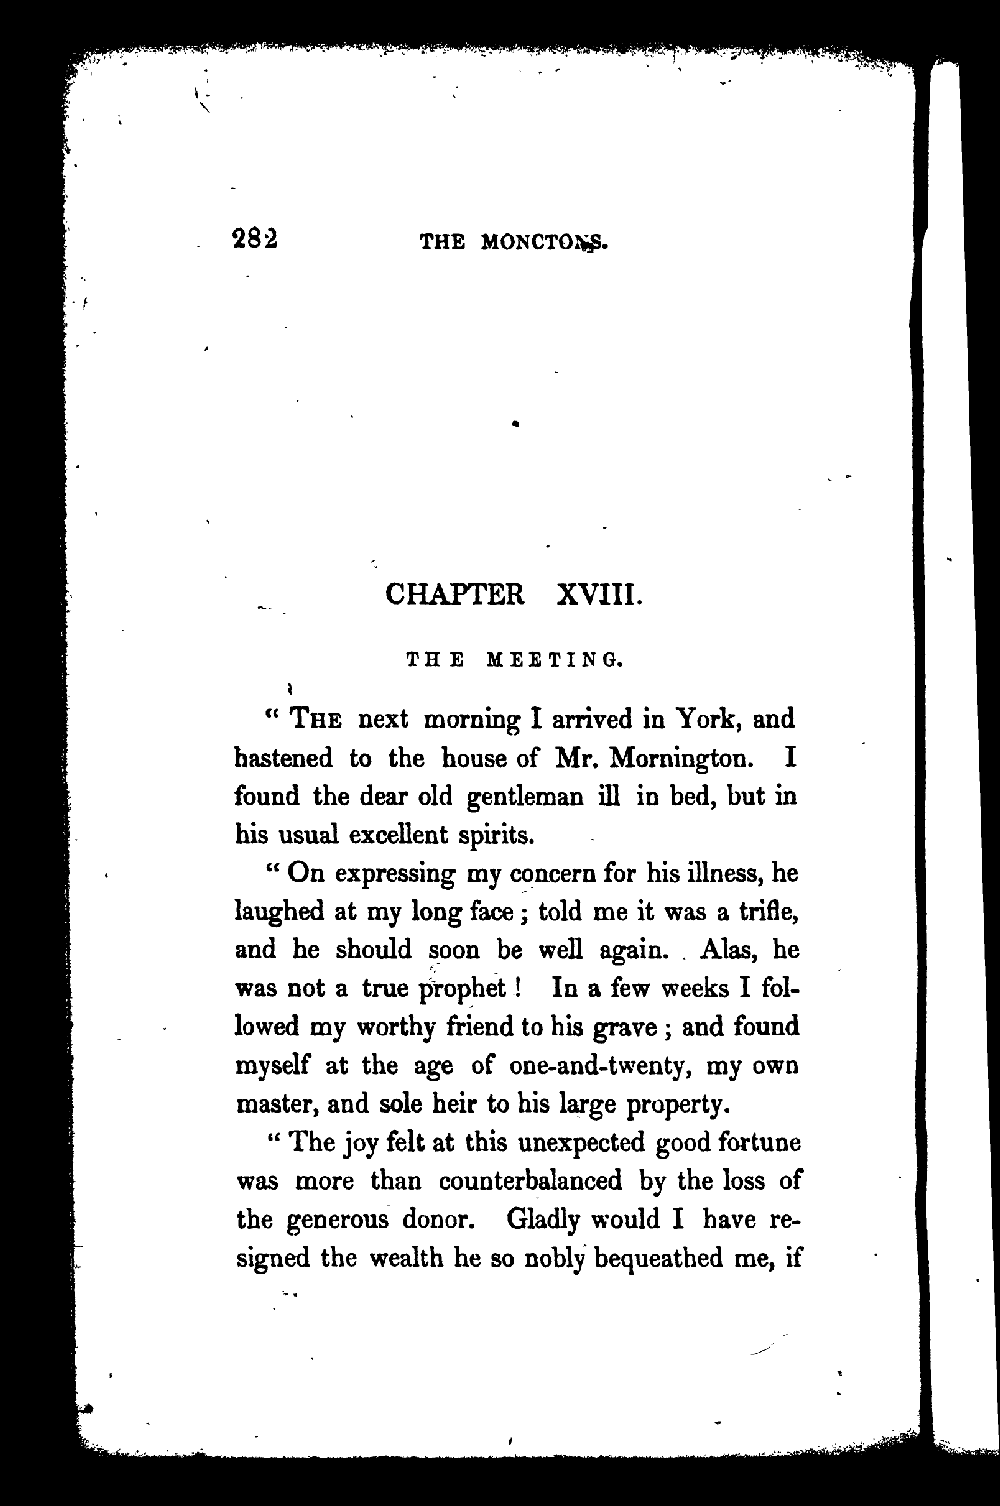 282 THE MONCTONS.
CHAPTER XVIII.
THE MEETING.
“ THE next morning I arrived in York, and
hastened to the house of Mr. Mornington. I
found the dear old gentleman ill in bed, but in
his usual excellent spirits.
“ On expressing my concern for his illness, he
laughed at my long face ; told me it was a trifle,
and he should soon be well again. Alas, he
was not a true prophet ! In a few weeks I fol-
lowed my worthy friend to his grave ; and found
myself at the age of one-and-twenty, my own
master, and sole heir to his large property.
“ The joy felt at this unexpected good fortune
was more than counterbalanced by the loss of
the generous donor. Gladly would I have re-
signed the wealth he so nobly bequeathed me, if